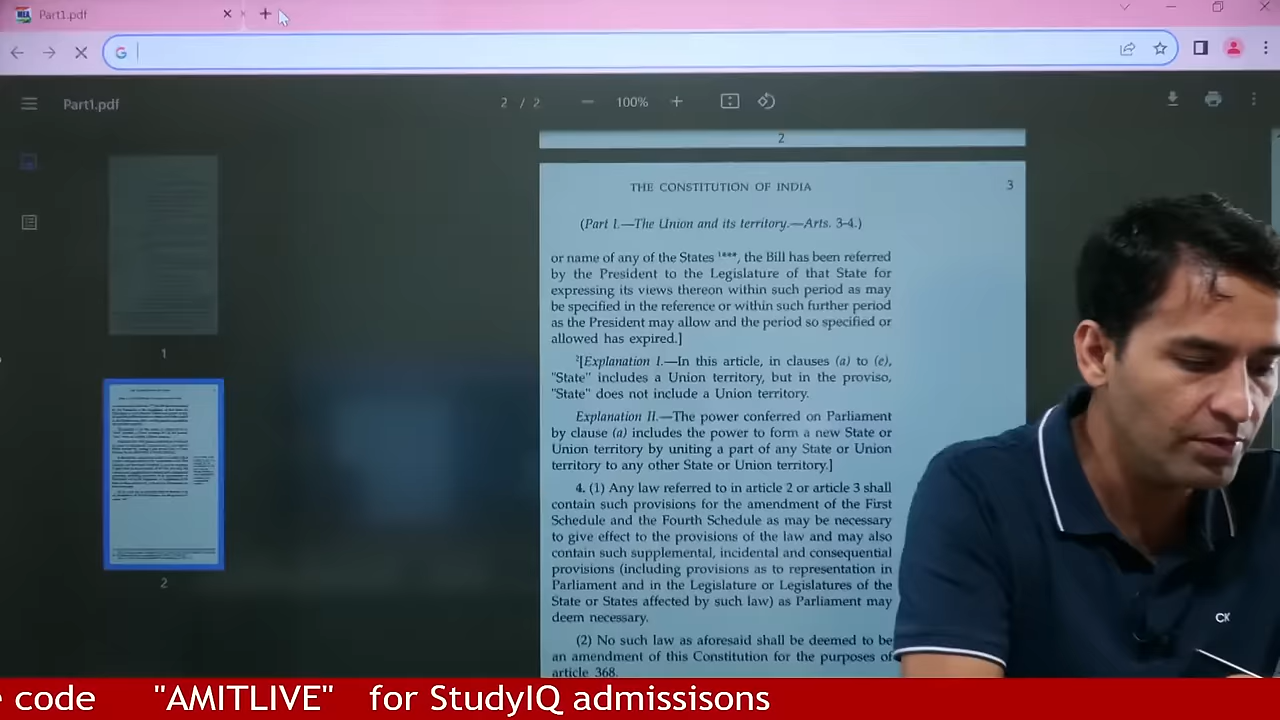 Part1.pdf
Part1.pdf
2 / 2
100%
2
THE CONSTITUTION OF INDIA
3
(Part I.—The Union and its territory.—Arts. 3-4.)
or name of any of the States 1***, the Bill has been referred
by the President to the Legislature of that State for
expressing its views thereon within such period as may
be specified in the reference or within such further period
as the President may allow and the period so specified or
allowed has expired.]
2[Explanation I.—In this article, in clauses (a) to (e),
"State" includes a Union territory, but in the proviso,
"State" does not include a Union territory.
Explanation II.—The power conferred on Parliament
by clause (a) includes the power to form a new State or
Union territory by uniting a part of any State or Union
territory to any other State or Union territory.]
4. (1) Any law referred to in article 2 or article 3 shall
contain such provisions for the amendment of the First
Schedule and the Fourth Schedule as may be necessary
to give effect to the provisions of the law and may also
contain such supplemental, incidental and consequential
provisions (including provisions as to representation in
Parliament and in the Legislature or Legislatures of the
State or States affected by such law) as Parliament may
deem necessary.
(2) No such law as aforesaid shall be deemed to be
an amendment of this Constitution for the purposes of
article 368.
1
2
CK
code "AMITLIVE" for StudyIQ admissisons